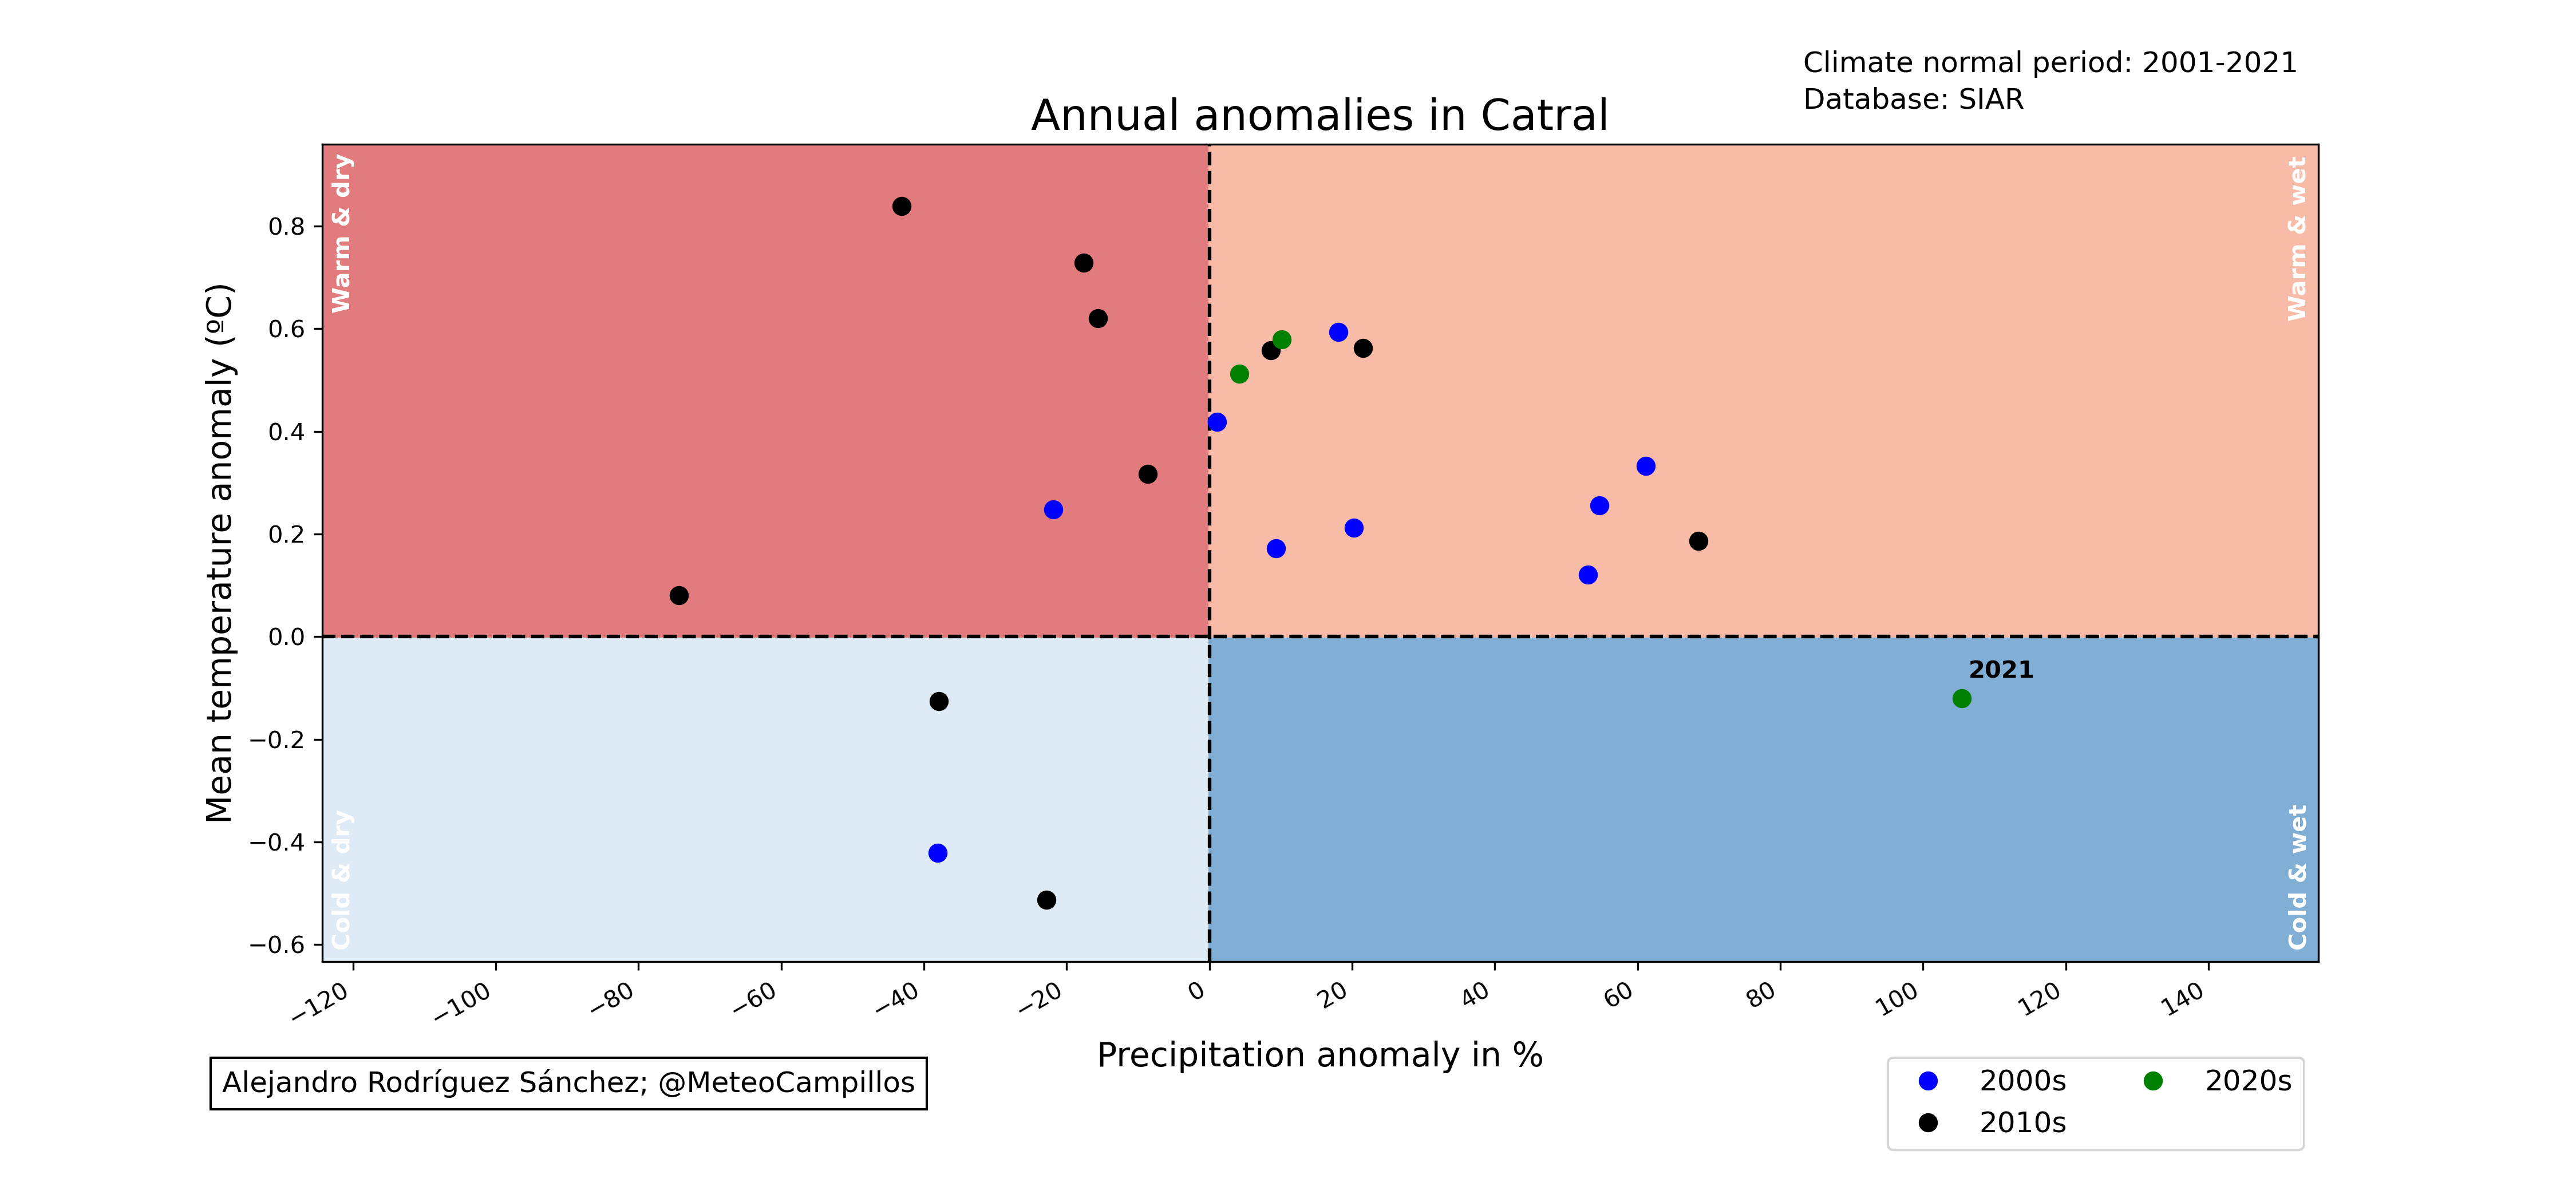 Climate normal period: 2001-2021
Database: SIAR
Annual anomalies in Catral
Warm & dry
Warm & wet
Mean temperature anomaly (ºC)
0.8
0.6
0.4
0.2
0.0
−0.2
−0.4
−0.6
2021
Cold & dry
Cold & wet
−120
−100
−80
−60
−40
−20
0
20
40
60
80
100
120
140
Precipitation anomaly in %
Alejandro Rodríguez Sánchez; @MeteoCampillos
2000s
2010s
2020s